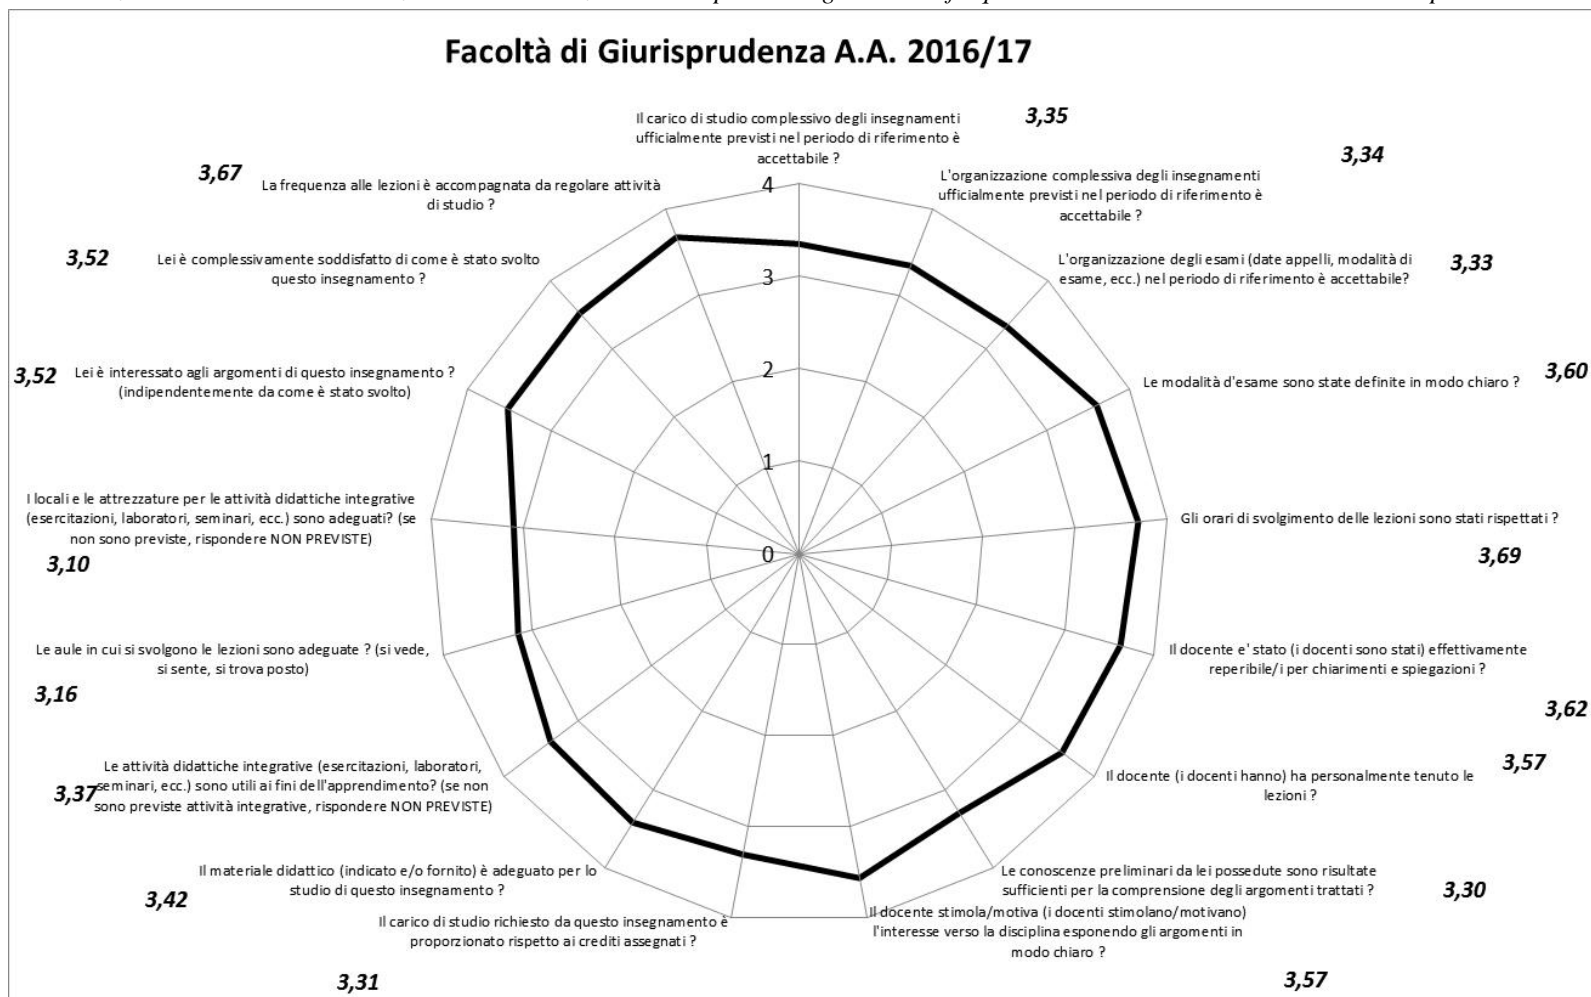 Facoltà di Giurisprudenza A.A. 2016/17
Il carico di studio complessivo degli insegnamenti
ufficialmente previsti nel periodo di riferimento è
accettabile ?
3,35
L'organizzazione complessiva degli insegnamenti
ufficialmente previsti nel periodo di riferimento è
accettabile ?
3,34
L'organizzazione degli esami (date appelli, modalità di
esame, ecc.) nel periodo di riferimento è accettabile?
3,33
Le modalità d'esame sono state definite in modo chiaro ?
3,60
Gli orari di svolgimento delle lezioni sono stati rispettati ?
3,69
Il docente e' stato (i docenti sono stati) effettivamente
reperibile/i per chiarimenti e spiegazioni ?
3,62
Il docente (i docenti hanno) ha personalmente tenuto le
lezioni ?
3,57
Le conoscenze preliminari da lei possedute sono risultate
sufficienti per la comprensione degli argomenti trattati ?
3,30
Il docente stimola/motiva (i docenti stimolano/motivano)
l'interesse verso la disciplina esponendo gli argomenti in
modo chiaro ?
3,57
Il carico di studio richiesto da questo insegnamento è
proporzionato rispetto ai crediti assegnati ?
3,31
Il materiale didattico (indicato e/o fornito) è adeguato per lo
studio di questo insegnamento ?
3,42
Le attività didattiche integrative (esercitazioni, laboratori,
seminari, ecc.) sono utili ai fini dell'apprendimento? (se non
sono previste attività integrative, rispondere NON PREVISTE)
3,37
Le aule in cui si svolgono le lezioni sono adeguate ? (si vede,
si sente, si trova posto)
3,16
I locali e le attrezzature per le attività didattiche integrative
(esercitazioni, laboratori, seminari, ecc.) sono adeguati? (se
non sono previste, rispondere NON PREVISTE)
3,10
Lei è interessato agli argomenti di questo insegnamento ?
(indipendentemente da come è stato svolto)
3,52
Lei è complessivamente soddisfatto di come è stato svolto
questo insegnamento ?
3,52
La frequenza alle lezioni è accompagnata da regolare attività
di studio ?
3,67
4
3
2
1
0